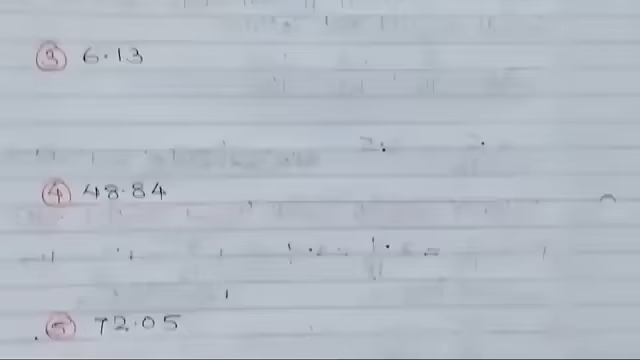 ③ 6.13
④ 48.84
⑤ 72.05